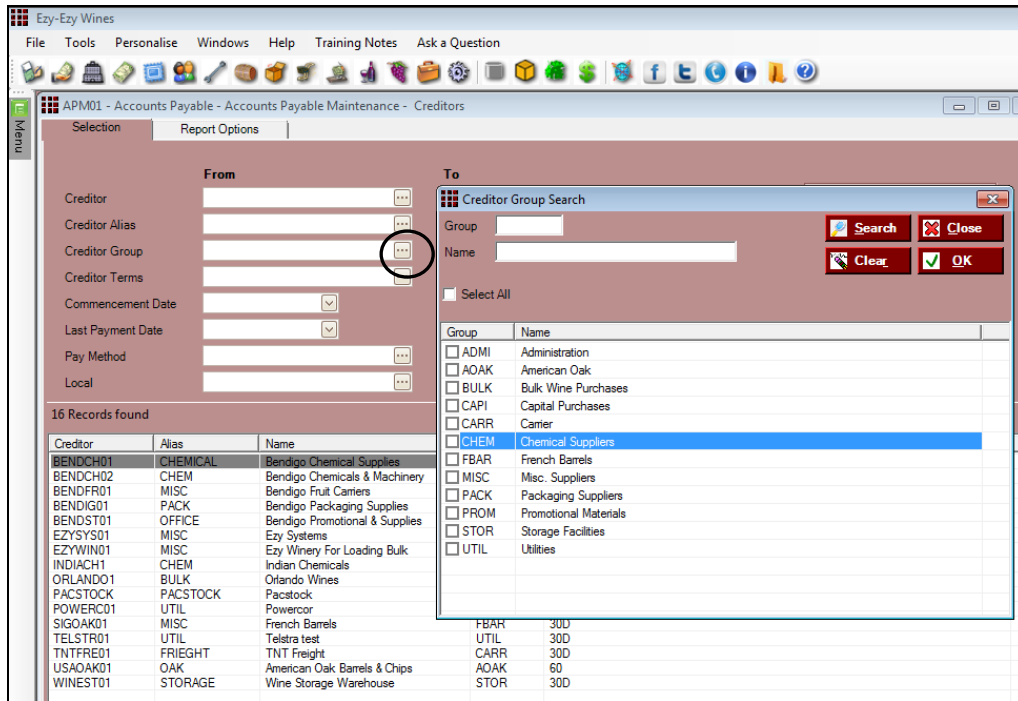 Ezy-Ezy Wines
File Tools Personalise Windows Help Training Notes Ask a Question
Menu
APM01 - Accounts Payable - Accounts Payable Maintenance - Creditors
Selection Report Options
From To
Creditor
Creditor Alias
Creditor Group
Creditor Terms
Commencement Date
Last Payment Date
Pay Method
Local
16 Records found
Creditor Alias Name
BENDCH01 CHEMICAL Bendigo Chemical Supplies
BENDCH02 CHEM Bendigo Chemicals & Machinery
BENDFR01 MISC Bendigo Fruit Carriers
BENDIG01 PACK Bendigo Packaging Supplies
BENDST01 OFFICE Bendigo Promotional & Supplies
EZYSYS01 MISC Ezy Systems
EZYWIN01 MISC Ezy Winery For Loading Bulk
INDIACH1 CHEM Indian Chemicals
ORLANDO1 BULK Orlando Wines
PACSTOCK PACSTOCK Pacstock
POWERC01 UTIL Powercor
SIGOAK01 MISC French Barrels FBAR 30D
TELSTR01 UTIL Telstra test UTIL 30D
TNTFRE01 FRIEGHT TNT Freight CARR 30D
USAOAK01 OAK American Oak Barrels & Chips AOAK 60
WINEST01 STORAGE Wine Storage Warehouse STOR 30D
Creditor Group Search
Group
Name
Search Close
Clear OK
Select All
Group Name
ADMI Administration
AOAK American Oak
BULK Bulk Wine Purchases
CAPI Capital Purchases
CARR Carrier
CHEM Chemical Suppliers
FBAR French Barrels
MISC Misc. Suppliers
PACK Packaging Suppliers
PROM Promotional Materials
STOR Storage Facilities
UTIL Utilities